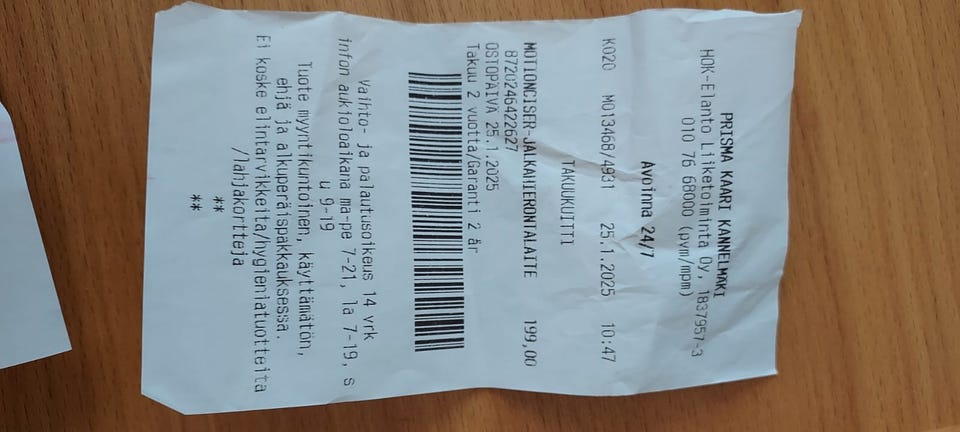 PRISMA KAARI KANNELMÄKI
HOK-Elanto Liiketoiminta Oy, 1837957-3
010 76 68000 (pvm/mpm)
Avoinna 24/7
K020 M013468/4931 25.1.2025 10:47
TAKUUKUITTI
MOTIONCISER-JALKAHIERONTALAITE 199,00
8720246422627
OSTOPÄIVÄ 25.1.2025
Takuu 2 vuotta/Garanti 2 år
Vaihto- ja palautusoikeus 14 vrk
infon aukioloaikana ma-pe 7-21, la 7-19, s
u 9-19
Tuote myyntikuntoinen, käyttämätön,
ehjä ja alkuperäispakkauksessa.
Ei koske elintarvikkeita/hygieniatuotteita
/lahjakortteja
**
**